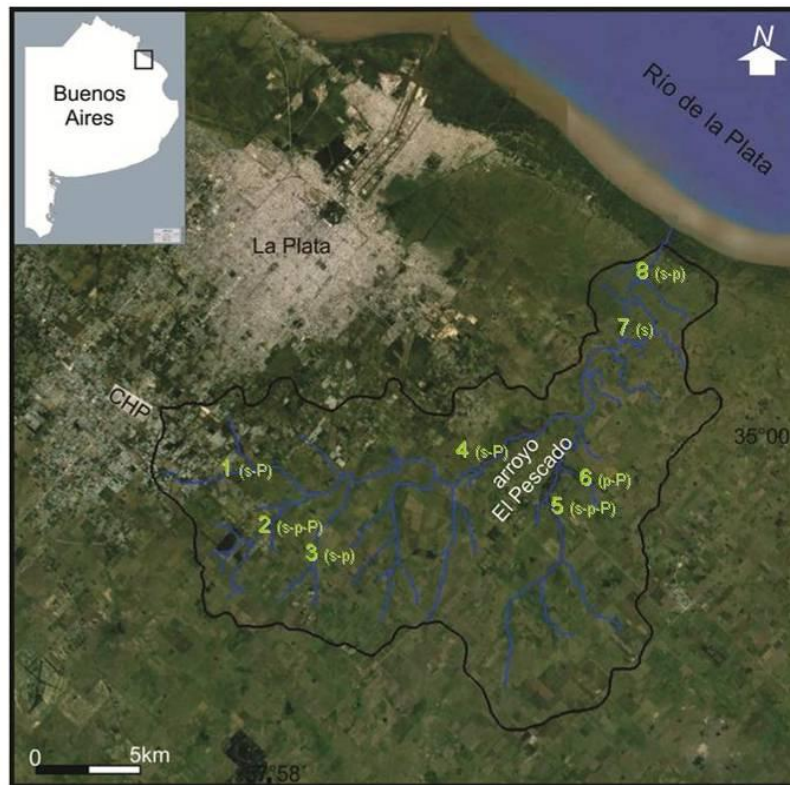 Buenos
Aires
N
Río de la Plata
La Plata
8 (s-p)
7 (s)
CHP
35°00
4 (s-P)
arroyo
El Pescado
1 (s-P)
6 (p-P)
5 (s-p-P)
2 (s-p-P)
3 (s-p)
0 5km
57°58'